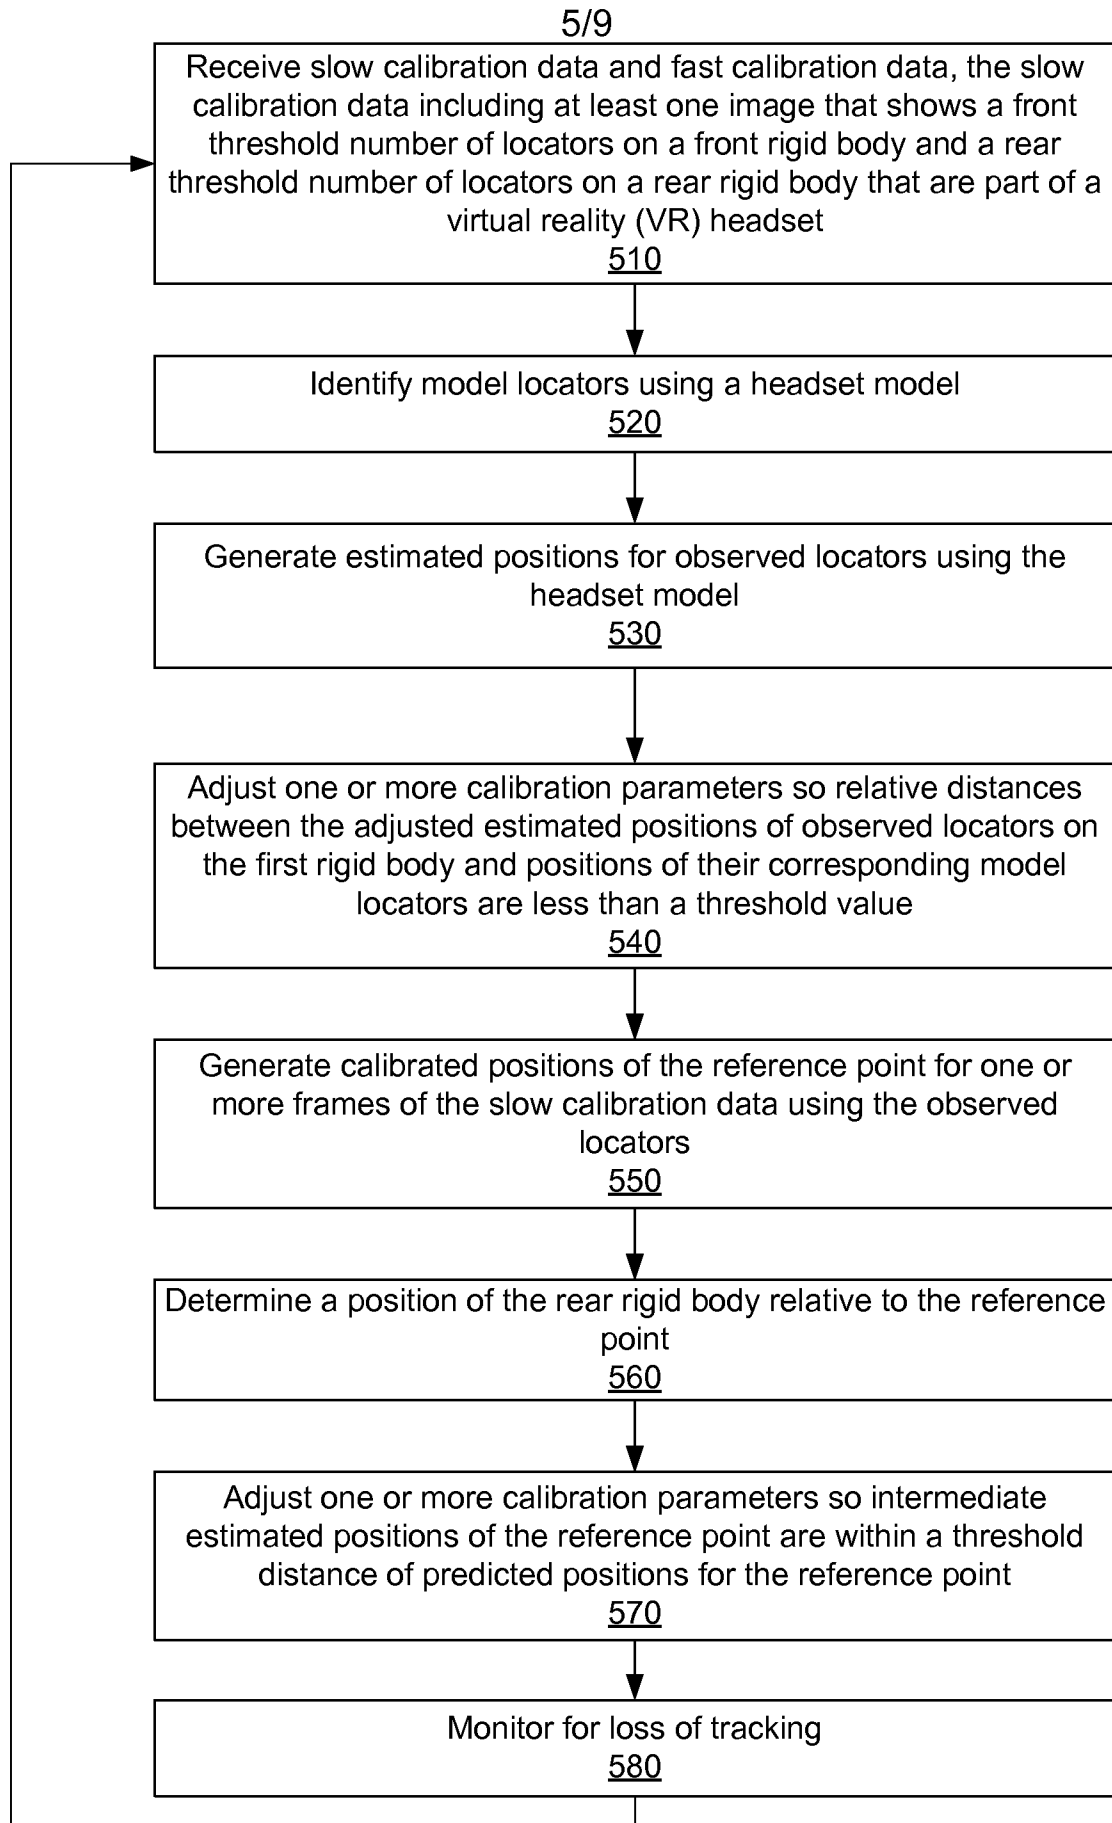 5/9
Receive slow calibration data and fast calibration data, the slow
calibration data including at least one image that shows a front
threshold number of locators on a front rigid body and a rear
threshold number of locators on a rear rigid body that are part of a
virtual reality (VR) headset
510
Identify model locators using a headset model
520
Generate estimated positions for observed locators using the
headset model
530
Adjust one or more calibration parameters so relative distances
between the adjusted estimated positions of observed locators on
the first rigid body and positions of their corresponding model
locators are less than a threshold value
540
Generate calibrated positions of the reference point for one or
more frames of the slow calibration data using the observed
locators
550
Determine a position of the rear rigid body relative to the reference
point
560
Adjust one or more calibration parameters so intermediate
estimated positions of the reference point are within a threshold
distance of predicted positions for the reference point
570
Monitor for loss of tracking
580